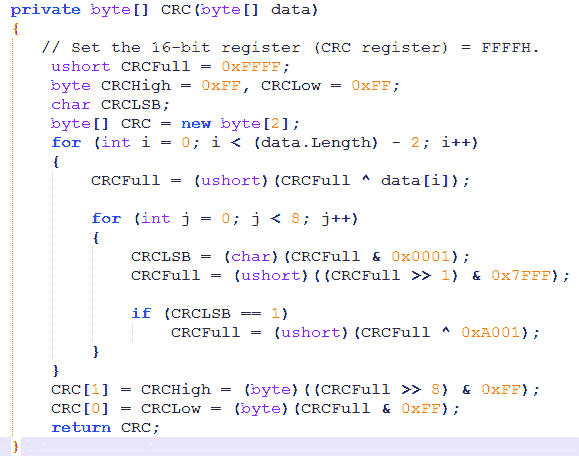 private byte[] CRC(byte[] data)
{
// Set the 16-bit register (CRC register) = FFFFH.
ushort CRCFull = 0xFFFF;
byte CRCHigh = 0xFF, CRCLow = 0xFF;
char CRCLSB;
byte[] CRC = new byte[2];
for (int i = 0; i < (data.Length) - 2; i++)
{
CRCFull = (ushort)(CRCFull ^ data[i]);
for (int j = 0; j < 8; j++)
{
CRCLSB = (char)(CRCFull & 0x0001);
CRCFull = (ushort)((CRCFull >> 1) & 0x7FFF);
if (CRCLSB == 1)
CRCFull = (ushort)(CRCFull ^ 0xA001);
}
}
CRC[1] = CRCHigh = (byte)((CRCFull >> 8) & 0xFF);
CRC[0] = CRCLow = (byte)(CRCFull & 0xFF);
return CRC;
}